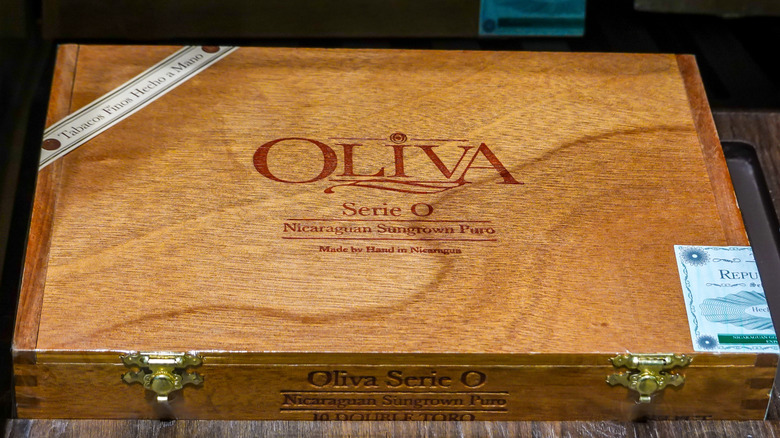 Tabacos Finos Hecho a Mano
OLIVA
Serie O
Nicaraguan Sungrown Puro
Made by Hand in Nicaragua
Oliva Serie O
Nicaraguan Sungrown Puro
10 DOUBLE TORO